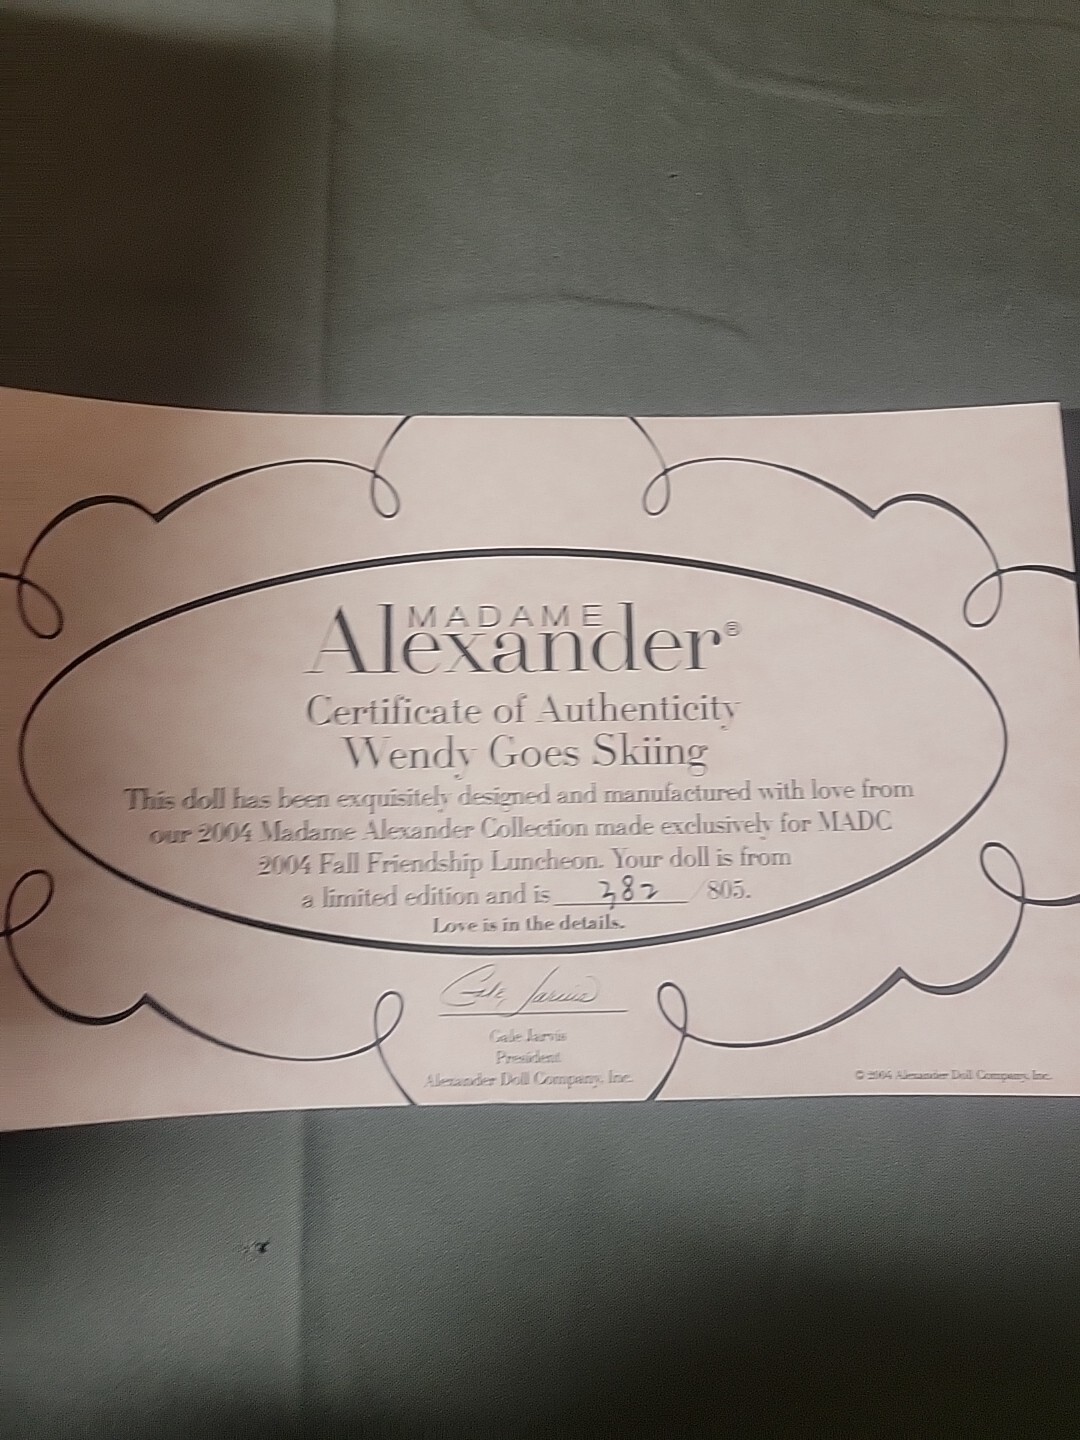 MADAME
Alexander®
Certificate of Authenticity
Wendy Goes Skiing
This doll has been exquisitely designed and manufactured with love from
our 2004 Madame Alexander Collection made exclusively for MADC
2004 Fall Friendship Luncheon. Your doll is from
a limited edition and is 382 /805.
Love is in the details.
Gale Jarvis
Gale Jarvis
President
Alexander Doll Company, Inc.
© 2004 Alexander Doll Company, Inc.